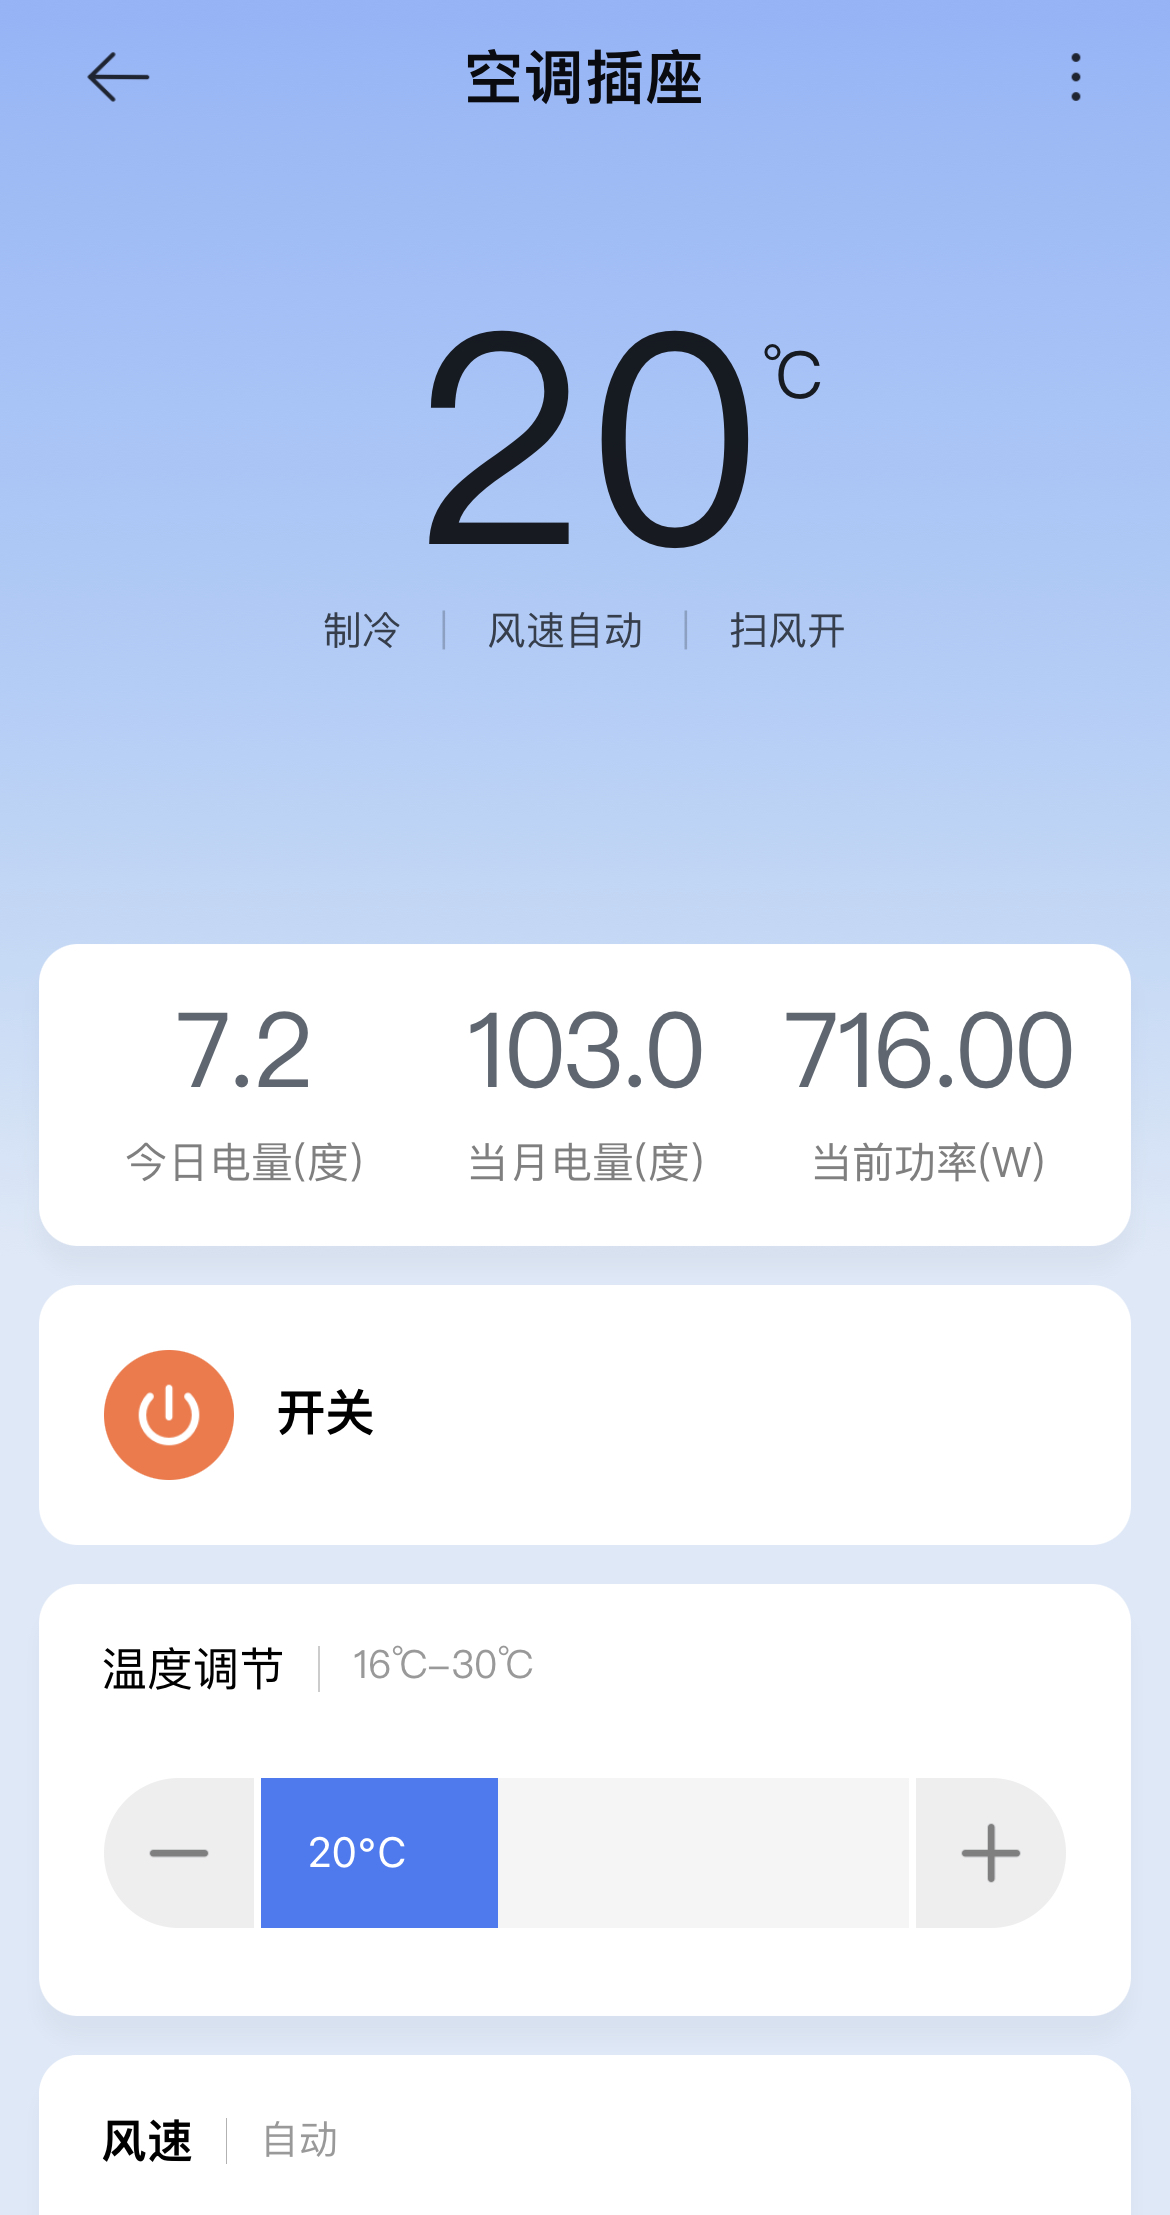 空调插座
20℃
制冷 | 风速自动 | 扫风开
7.2 103.0 716.00
今日电量(度) 当月电量(度) 当前功率(W)
开关
温度调节 | 16℃–30℃
20°C
风速 | 自动